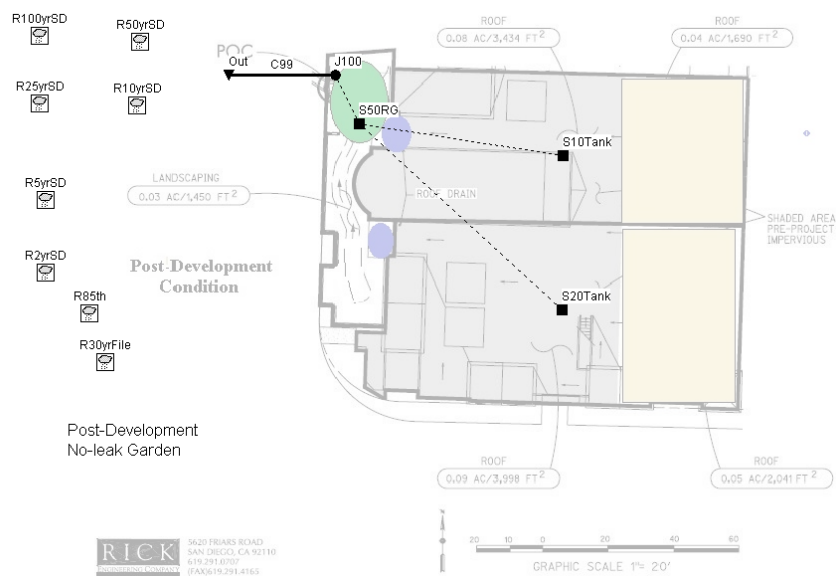 R100yrSD
R50yrSD
ROOF
0.08 AC/3,434 FT2
ROOF
0.04 AC/1,690 FT2
POC
Out
C99
J100
R25yrSD
R10yrSD
S50RG
S10Tank
R5yrSD
LANDSCAPING
0.03 AC/1,450 FT2
ROOF DRAIN
SHADED AREA
PRE-PROJECT
IMPERVIOUS
R2yrSD
Post-Development
Condition
R85th
S20Tank
R30yrFile
Post-Development
No-leak Garden
ROOF
0.09 AC/3,998 FT2
ROOF
0.05 AC/2,041 FT2
RICK
ENGINEERING COMPANY
5620 FRIARS ROAD
SAN DIEGO, CA 92110
619.291.0707
(FAX)619.291.4165
20 10 0 20 40 60
GRAPHIC SCALE 1"= 20'